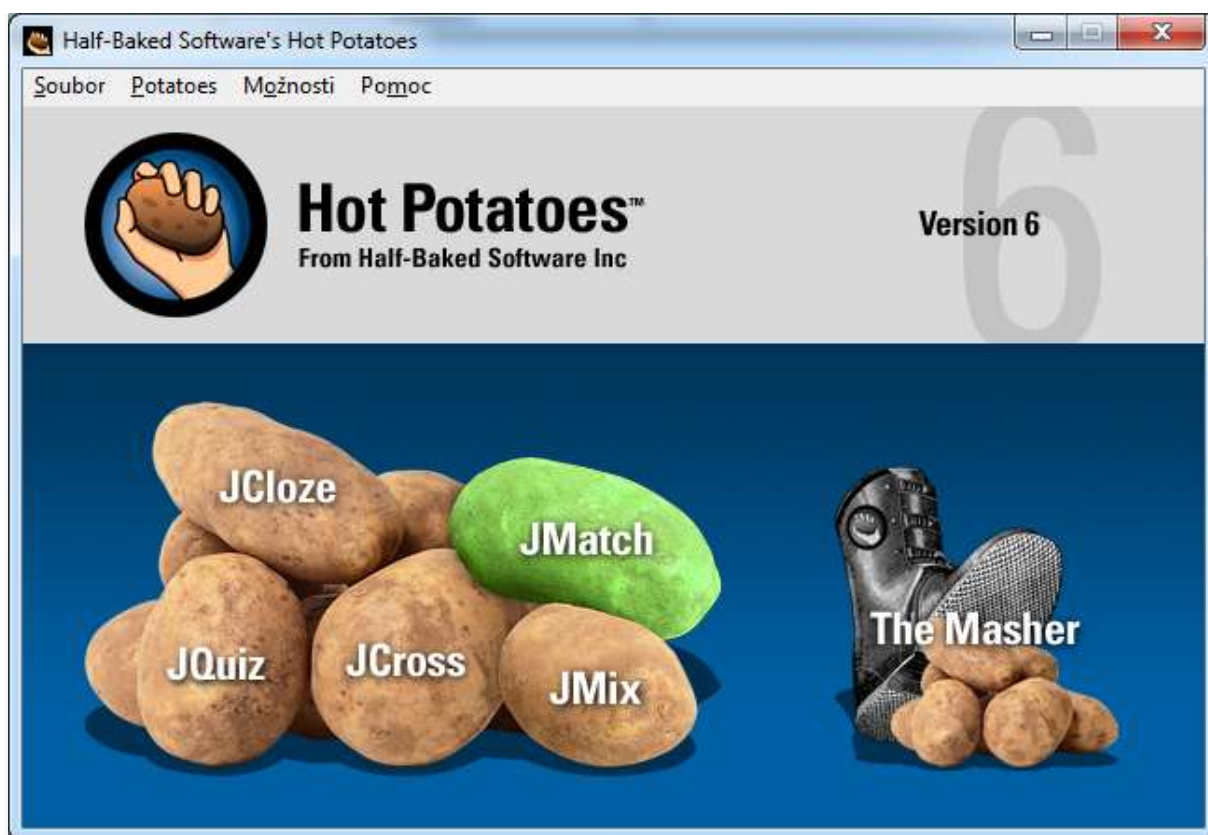 Half-Baked Software's Hot Potatoes
Soubor Potatoes Možnosti Pomoc
6
Hot Potatoes™
Version 6
From Half-Baked Software Inc
JCloze
JMatch
The Masher
JQuiz
JCross
JMix